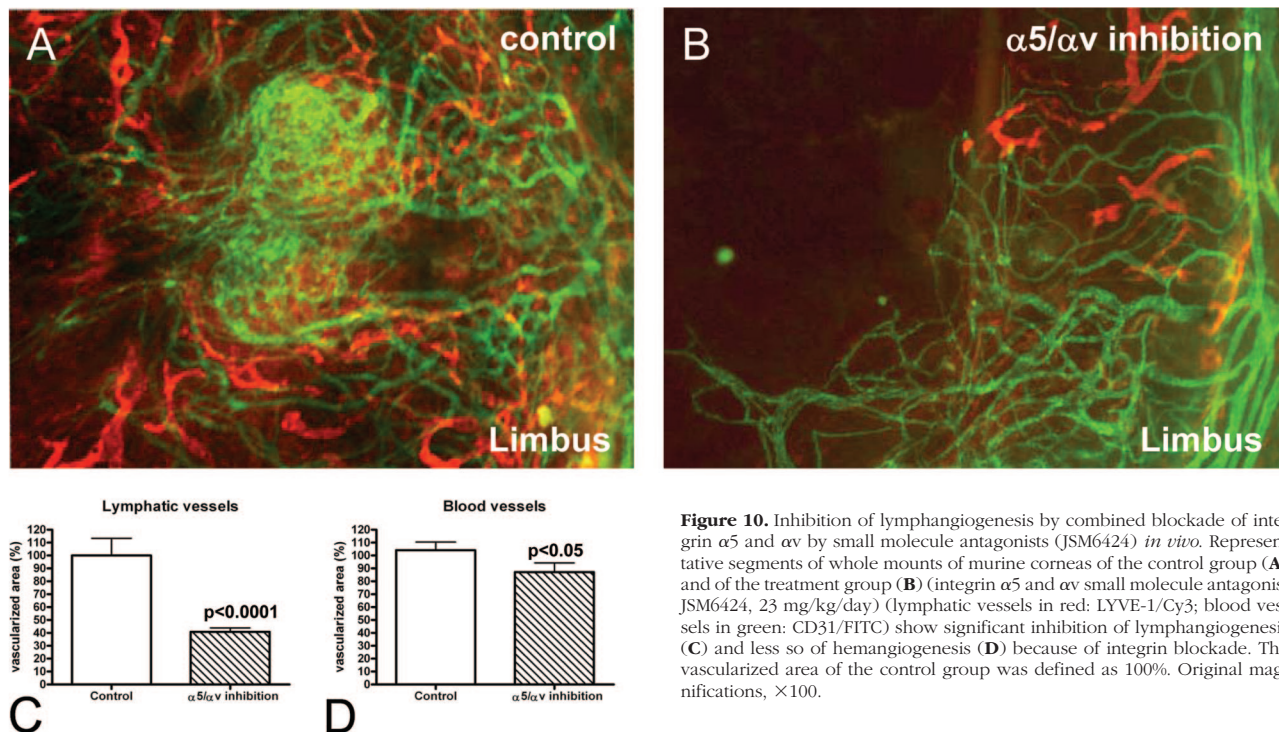 A
control
Limbus
B
α5/αv inhibition
Limbus
Lymphatic vessels
vascularized area (%)
120
110
100
90
80
70
60
50
40
30
20
10
0
p<0.0001
Control
α5/αv inhibition
C
Blood vessels
vascularized area (%)
120
110
100
90
80
70
60
50
40
30
20
10
0
p<0.05
Control
α5/αv inhibition
D
Figure 10. Inhibition of lymphangiogenesis by combined blockade of inte
grin α5 and αv by small molecule antagonists (JSM6424) in vivo. Represen
tative segments of whole mounts of murine corneas of the control group (A
and of the treatment group (B) (integrin α5 and αv small molecule antagonis
JSM6424, 23 mg/kg/day) (lymphatic vessels in red: LYVE-1/Cy3; blood ves
sels in green: CD31/FITC) show significant inhibition of lymphangiogenesi
(C) and less so of hemangiogenesis (D) because of integrin blockade. Th
vascularized area of the control group was defined as 100%. Original mag
nifications, ×100.